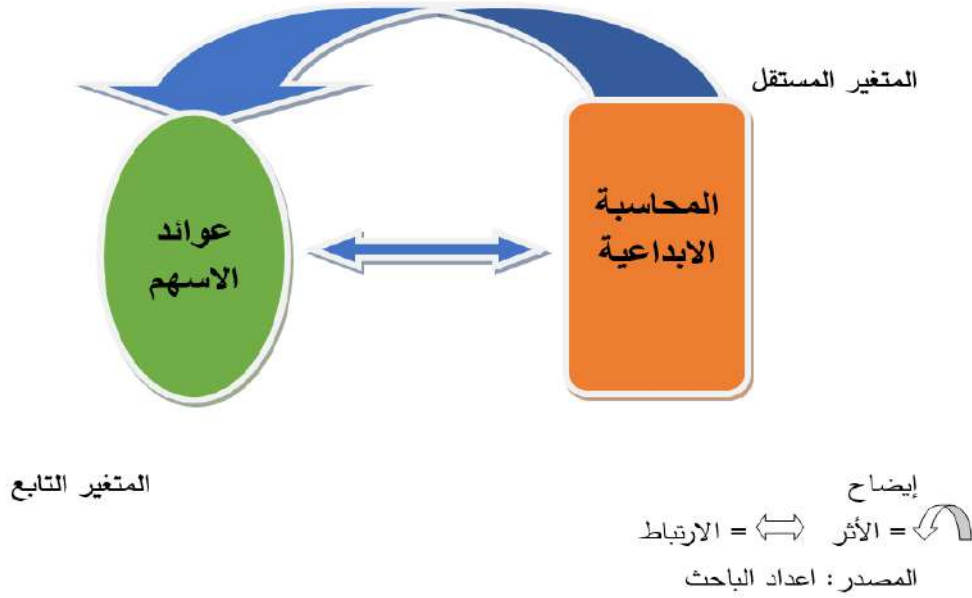 المتغير المستقل
المحاسبة
الابداعية
عوائد
الاسهم
المتغير التابع
إيضاح
= الأثر = الارتباط
المصدر : اعداد الباحث